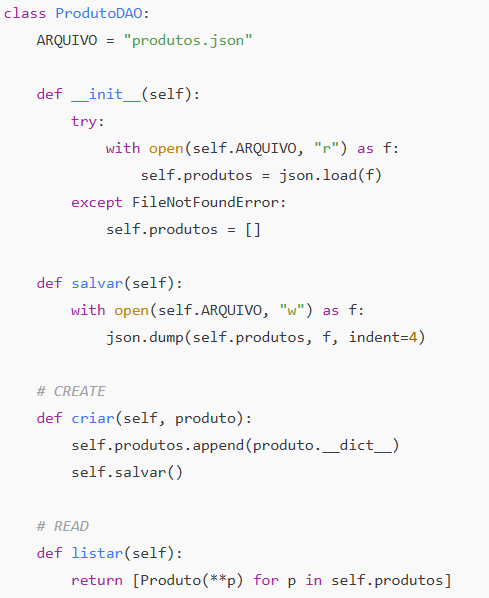 class ProdutoDAO:
    ARQUIVO = "produtos.json"

    def __init__(self):
        try:
            with open(self.ARQUIVO, "r") as f:
                self.produtos = json.load(f)
        except FileNotFoundError:
            self.produtos = []

    def salvar(self):
        with open(self.ARQUIVO, "w") as f:
            json.dump(self.produtos, f, indent=4)

    # CREATE
    def criar(self, produto):
        self.produtos.append(produto.__dict__)
        self.salvar()

    # READ
    def listar(self):
        return [Produto(**p) for p in self.produtos]